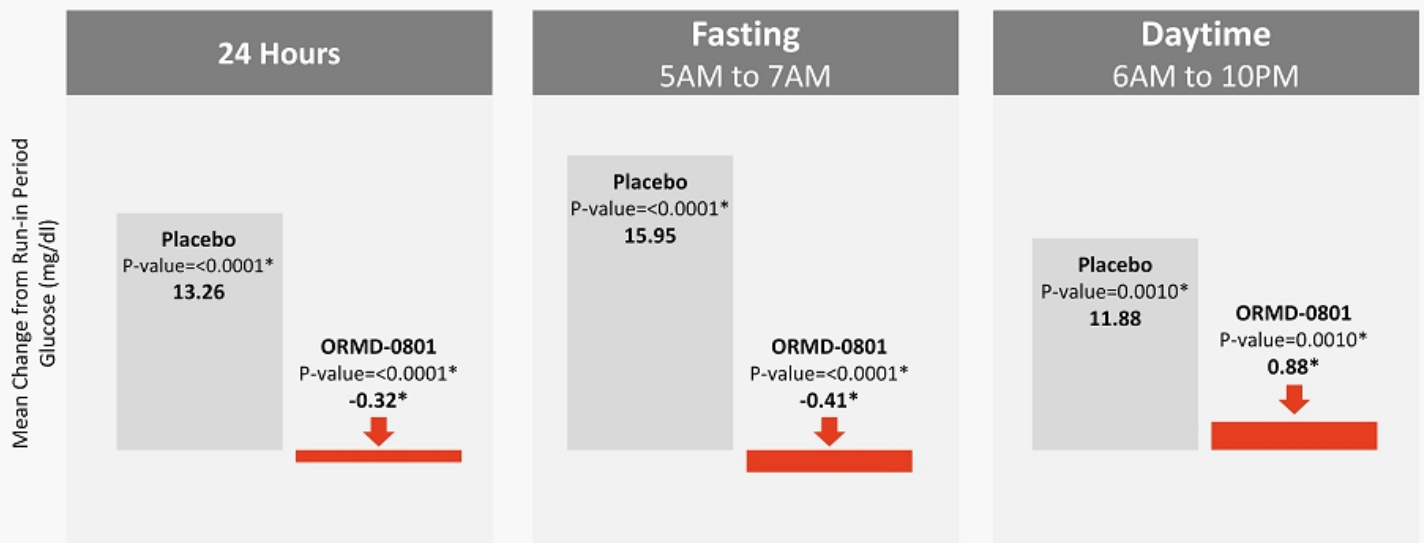 24 Hours
Fasting
5AM to 7AM
Daytime
6AM to 10PM
Mean Change from Run-in Period
Glucose (mg/dl)
Placebo
P-value=<0.0001*
13.26
ORMD-0801
P-value=<0.0001*
-0.32*
Placebo
P-value=<0.0001*
15.95
ORMD-0801
P-value=<0.0001*
-0.41*
Placebo
P-value=0.0010*
11.88
ORMD-0801
P-value=0.0010*
0.88*